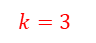 k = 3